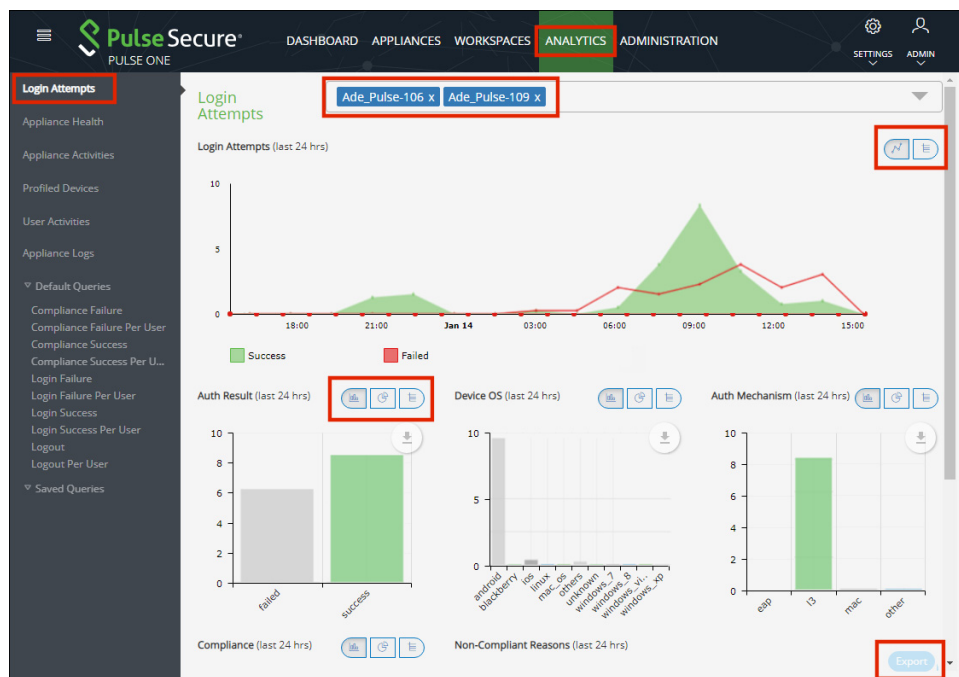 Pulse Secure®
PULSE ONE
DASHBOARD APPLIANCES WORKSPACES ANALYTICS ADMINISTRATION
SETTINGS ADMIN
Login Attempts
Appliance Health
Appliance Activities
Profiled Devices
User Activities
Appliance Logs
Default Queries
Compliance Failure
Compliance Failure Per User
Compliance Success
Compliance Success Per U...
Login Failure
Login Failure Per User
Login Success
Login Success Per User
Logout
Logout Per User
Saved Queries
Login
Attempts
Ade_Pulse-106 x Ade_Pulse-109 x
Login Attempts (last 24 hrs)
10
5
0
18:00 21:00 Jan 14 03:00 06:00 09:00 12:00 15:00
Success Failed
Auth Result (last 24 hrs)
10
8
6
4
2
0
failed success
Device OS (last 24 hrs)
10
5
0
android blackberry ios linux mac_os others unknown windows_7 windows_8 windows_vi.. windows_xp
Auth Mechanism (last 24 hrs)
10
8
6
4
2
0
eap l3 mac other
Compliance (last 24 hrs)
Non-Compliant Reasons (last 24 hrs)
Export